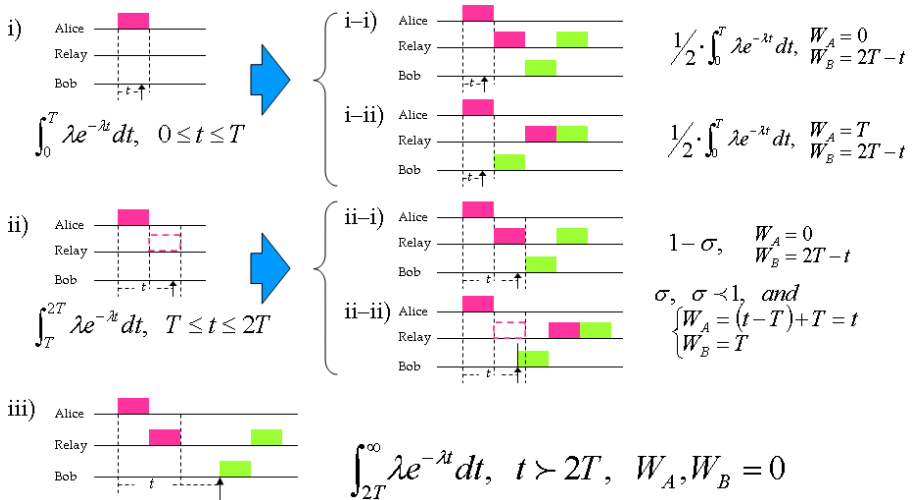 i)
Alice
Relay
Bob
t
∫₀ᵀ λe^{-λt} dt, 0 ≤ t ≤ T
i-i)
Alice
Relay
Bob
t
1/2 · ∫₀ᵀ λe^{-λt} dt, W_A = 0
W_B = 2T - t
i-ii)
Alice
Relay
Bob
t
1/2 · ∫₀ᵀ λe^{-λt} dt, W_A = T
W_B = 2T - t
ii)
Alice
Relay
Bob
t
∫_T^{2T} λe^{-λt} dt, T ≤ t ≤ 2T
ii-i)
Alice
Relay
Bob
t
1 - σ, W_A = 0
W_B = 2T - t
ii-ii)
Alice
Relay
Bob
t
σ, σ ≺ 1, and
{ W_A = (t - T) + T = t
W_B = T
iii)
Alice
Relay
Bob
t
∫_{2T}^∞ λe^{-λt} dt, t ≻ 2T, W_A, W_B = 0